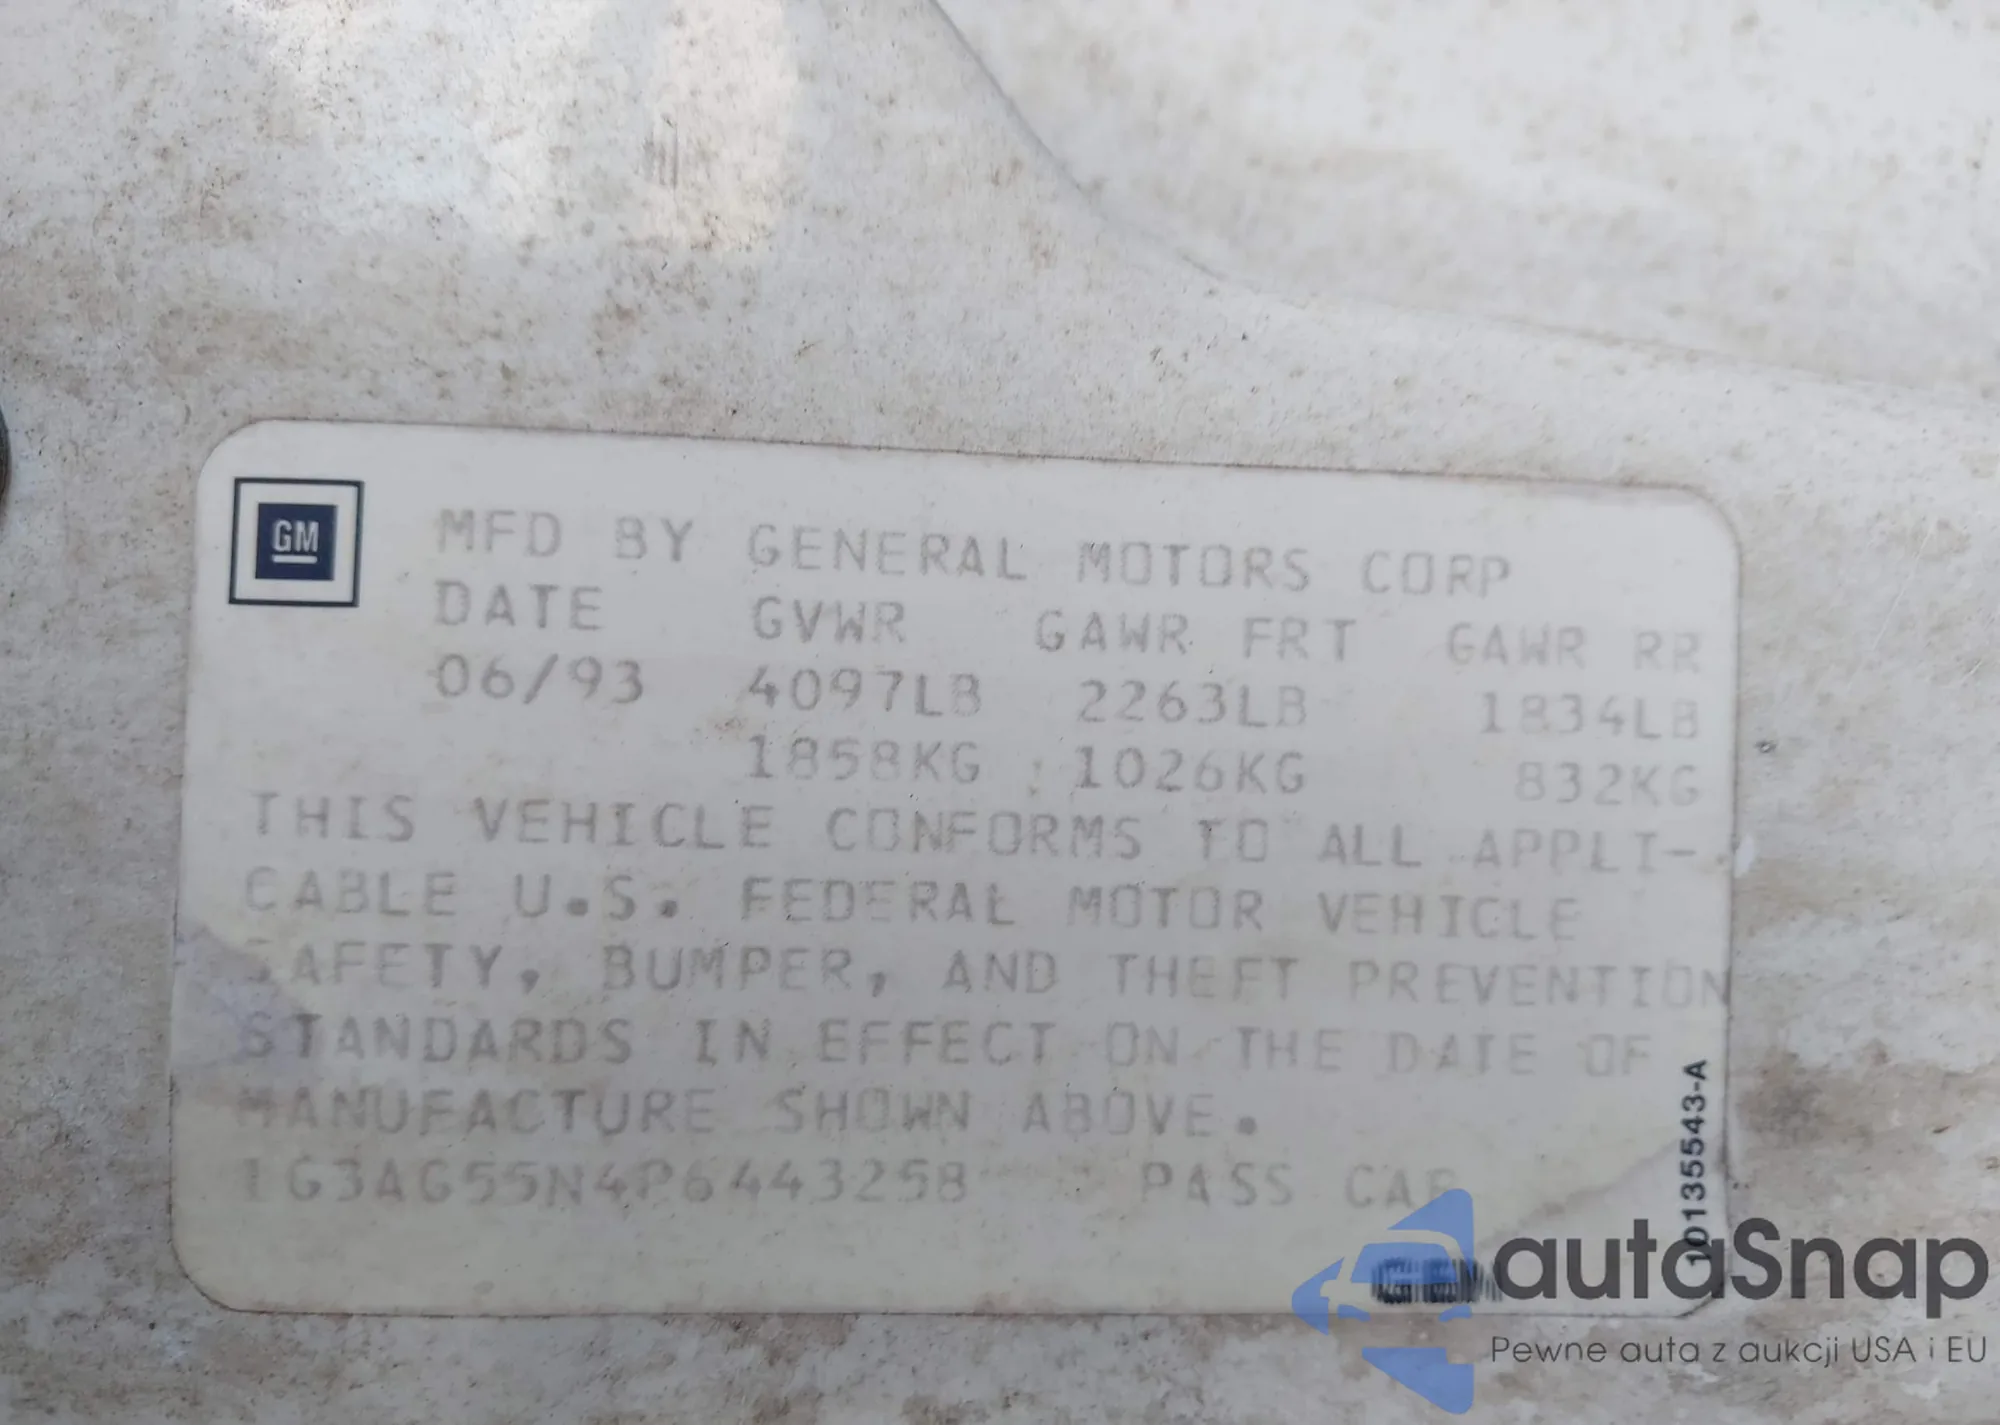 GM
MFD BY GENERAL MOTORS CORP
DATE GVWR GAWR FRT GAWR RR
06/93 4097LB 2263LB 1834LB
1858KG 1026KG 832KG
THIS VEHICLE CONFORMS TO ALL APPLI-
CABLE U.S. FEDERAL MOTOR VEHICLE
SAFETY, BUMPER, AND THEFT PREVENTION
STANDARDS IN EFFECT ON THE DATE OF
MANUFACTURE SHOWN ABOVE.
1G3AG55N4P6443258 PASS CAR
10135543-A
autaSnap
Pewne auta z aukcji USA i EU